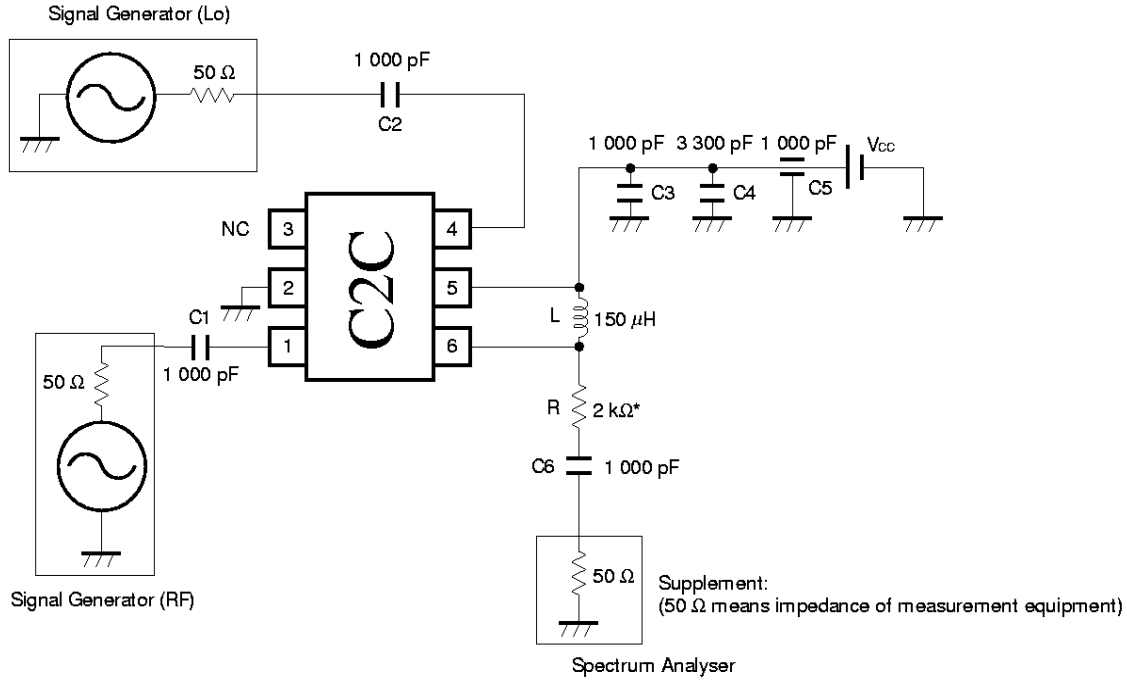 Signal Generator (Lo)
50 Ω
1 000 pF
C2
1 000 pF
3 300 pF
1 000 pF
Vcc
C3
C4
C5
NC
3
4
2
5
1
6
C2C
L
150 μH
C1
1 000 pF
50 Ω
R
2 kΩ*
C6
1 000 pF
50 Ω
Signal Generator (RF)
Supplement:
(50 Ω means impedance of measurement equipment)
Spectrum Analyser